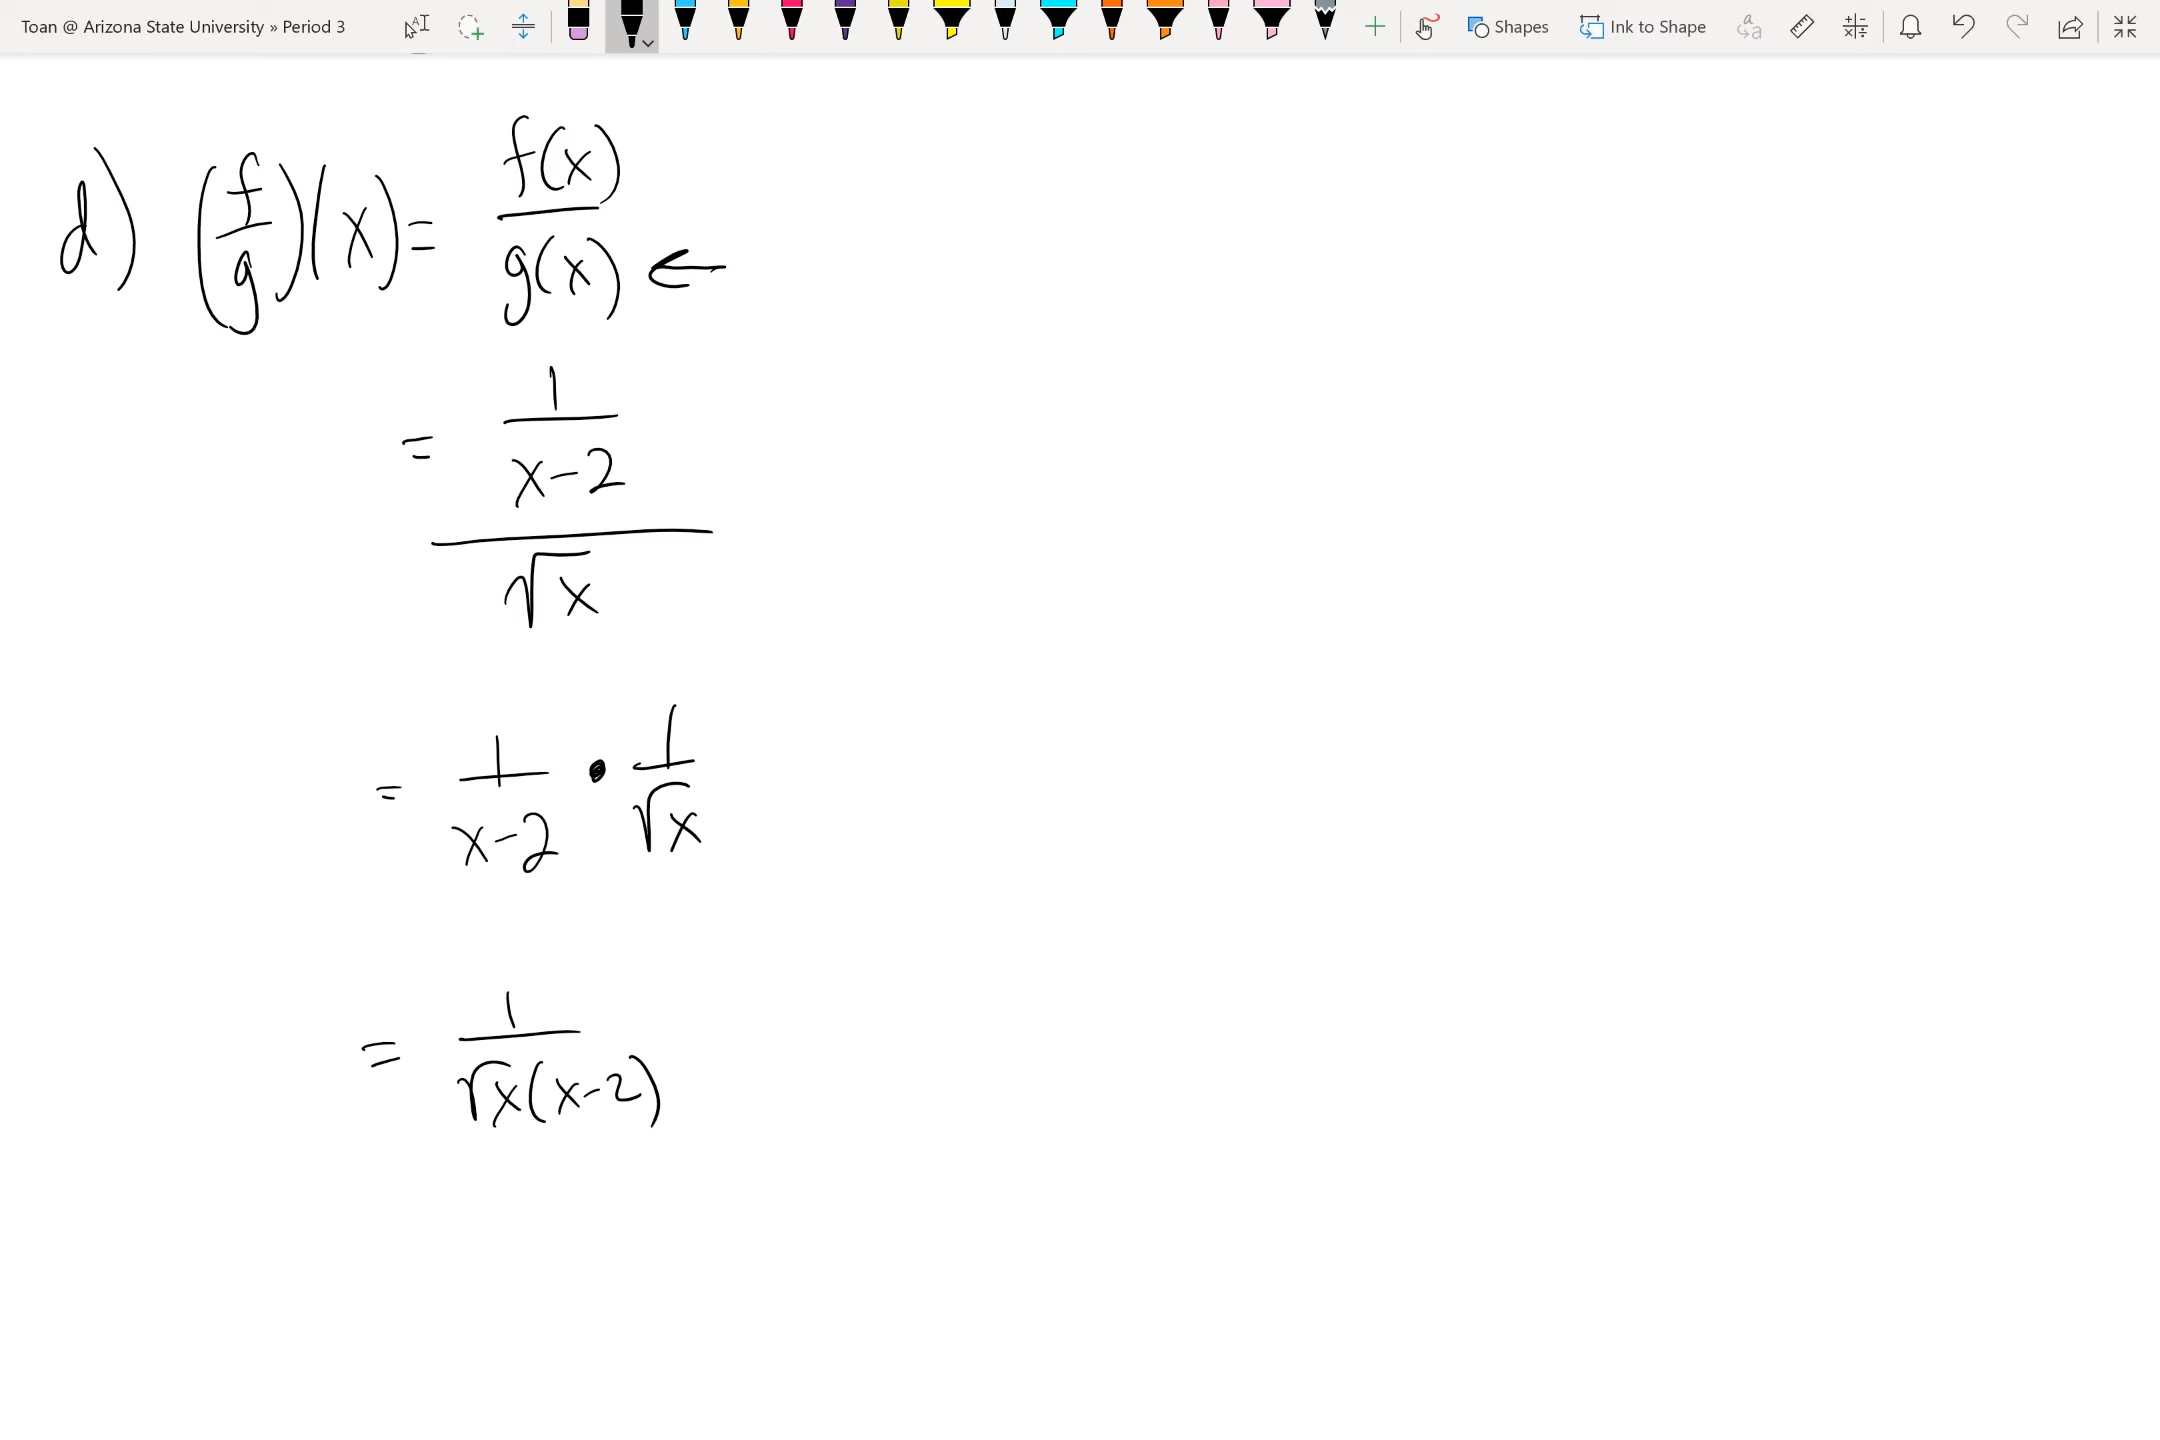 Toan @ Arizona State University » Period 3
Shapes
Ink to Shape
d) (f/g)(x) = f(x)/g(x) ←
= (1/(x-2))/√x
= 1/(x-2) • 1/√x
= 1/(√x(x-2))